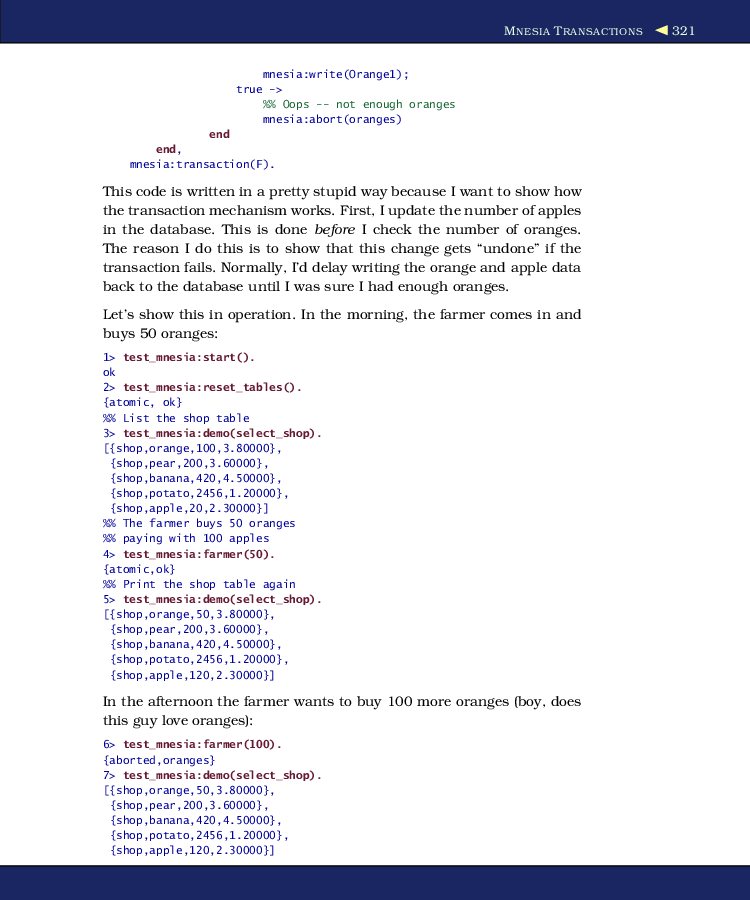 MNESIA TRANSACTIONS ◀ 321
mnesia:write(Orange1);
true ->
%% Oops -- not enough oranges
mnesia:abort(oranges)
end
end,
mnesia:transaction(F).
This code is written in a pretty stupid way because I want to show how
the transaction mechanism works. First, I update the number of apples
in the database. This is done before I check the number of oranges.
The reason I do this is to show that this change gets “undone” if the
transaction fails. Normally, I’d delay writing the orange and apple data
back to the database until I was sure I had enough oranges.
Let’s show this in operation. In the morning, the farmer comes in and
buys 50 oranges:
1> test_mnesia:start().
ok
2> test_mnesia:reset_tables().
{atomic, ok}
%% List the shop table
3> test_mnesia:demo(select_shop).
[{shop,orange,100,3.80000},
{shop,pear,200,3.60000},
{shop,banana,420,4.50000},
{shop,potato,2456,1.20000},
{shop,apple,20,2.30000}]
%% The farmer buys 50 oranges
%% paying with 100 apples
4> test_mnesia:farmer(50).
{atomic,ok}
%% Print the shop table again
5> test_mnesia:demo(select_shop).
[{shop,orange,50,3.80000},
{shop,pear,200,3.60000},
{shop,banana,420,4.50000},
{shop,potato,2456,1.20000},
{shop,apple,120,2.30000}]
In the afternoon the farmer wants to buy 100 more oranges (boy, does
this guy love oranges):
6> test_mnesia:farmer(100).
{aborted,oranges}
7> test_mnesia:demo(select_shop).
[{shop,orange,50,3.80000},
{shop,pear,200,3.60000},
{shop,banana,420,4.50000},
{shop,potato,2456,1.20000},
{shop,apple,120,2.30000}]